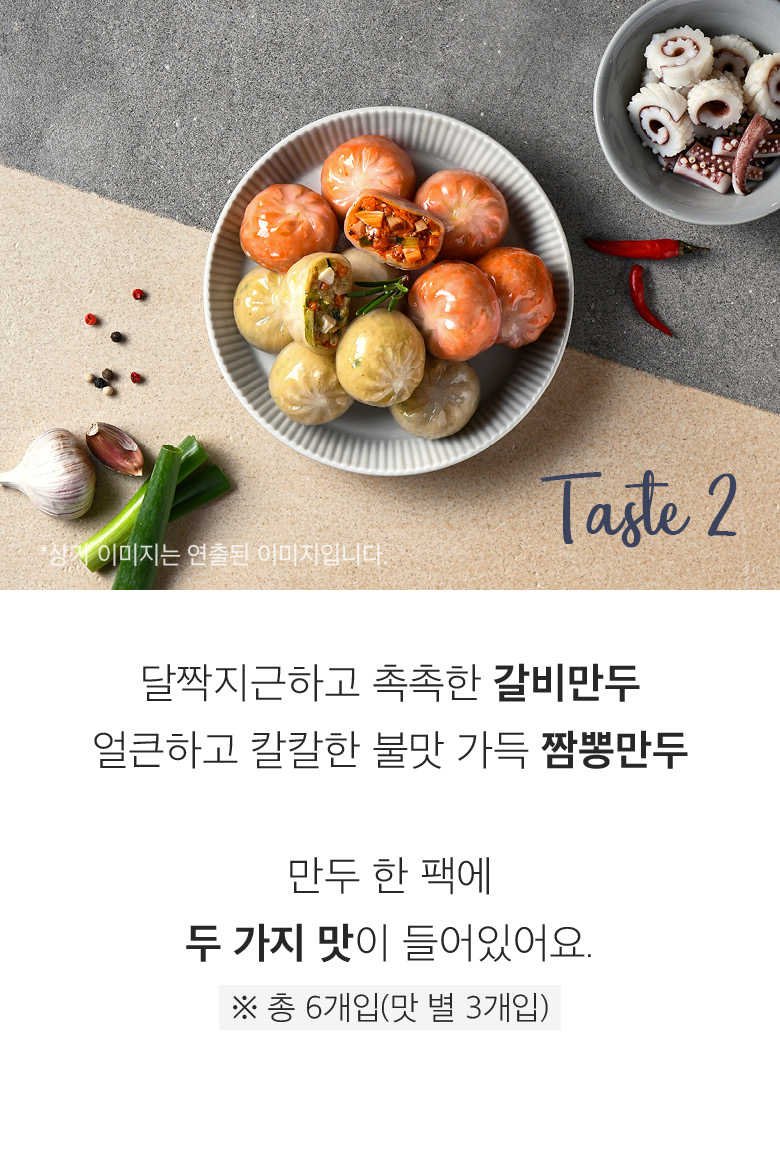 Taste 2
*상기 이미지는 연출된 이미지입니다.
달짝지근하고 촉촉한 갈비만두
얼큰하고 칼칼한 불맛 가득 짬뽕만두
만두 한 팩에
두 가지 맛이 들어있어요.
※ 총 6개입(맛 별 3개입)